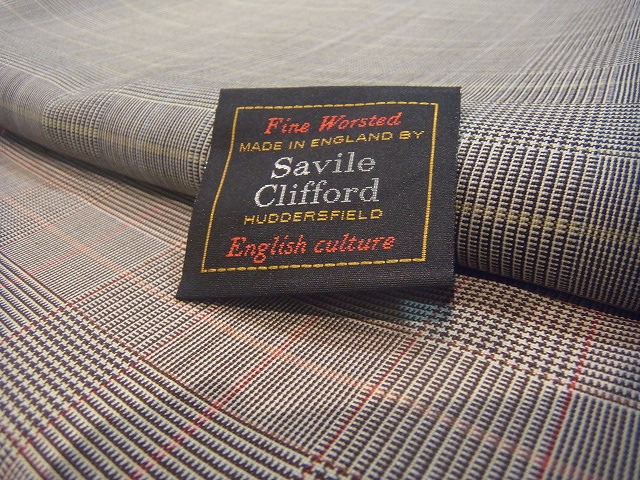 Fine Worsted
MADE IN ENGLAND BY
Savile
Clifford
HUDDERSFIELD
English culture